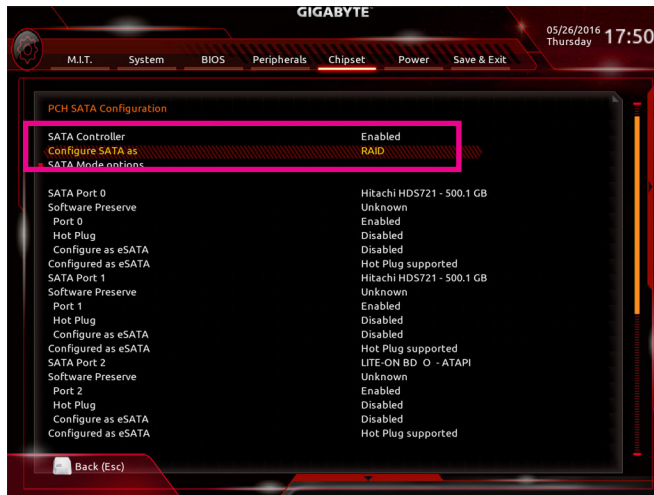 GIGABYTE™
05/26/2016 17:50
Thursday
M.I.T. System BIOS Peripherals Chipset Power Save & Exit
PCH SATA Configuration
SATA Controller Enabled
Configure SATA as RAID
SATA Mode options
SATA Port 0 Hitachi HDS721 - 500.1 GB
Software Preserve Unknown
Port 0 Enabled
Hot Plug Disabled
Configure as eSATA Disabled
Configured as eSATA Hot Plug supported
SATA Port 1 Hitachi HDS721 - 500.1 GB
Software Preserve Unknown
Port 1 Enabled
Hot Plug Disabled
Configure as eSATA Disabled
Configured as eSATA Hot Plug supported
SATA Port 2 LITE-ON BD O - ATAPI
Software Preserve Unknown
Port 2 Enabled
Hot Plug Disabled
Configure as eSATA Disabled
Configured as eSATA Hot Plug supported
Back (Esc)